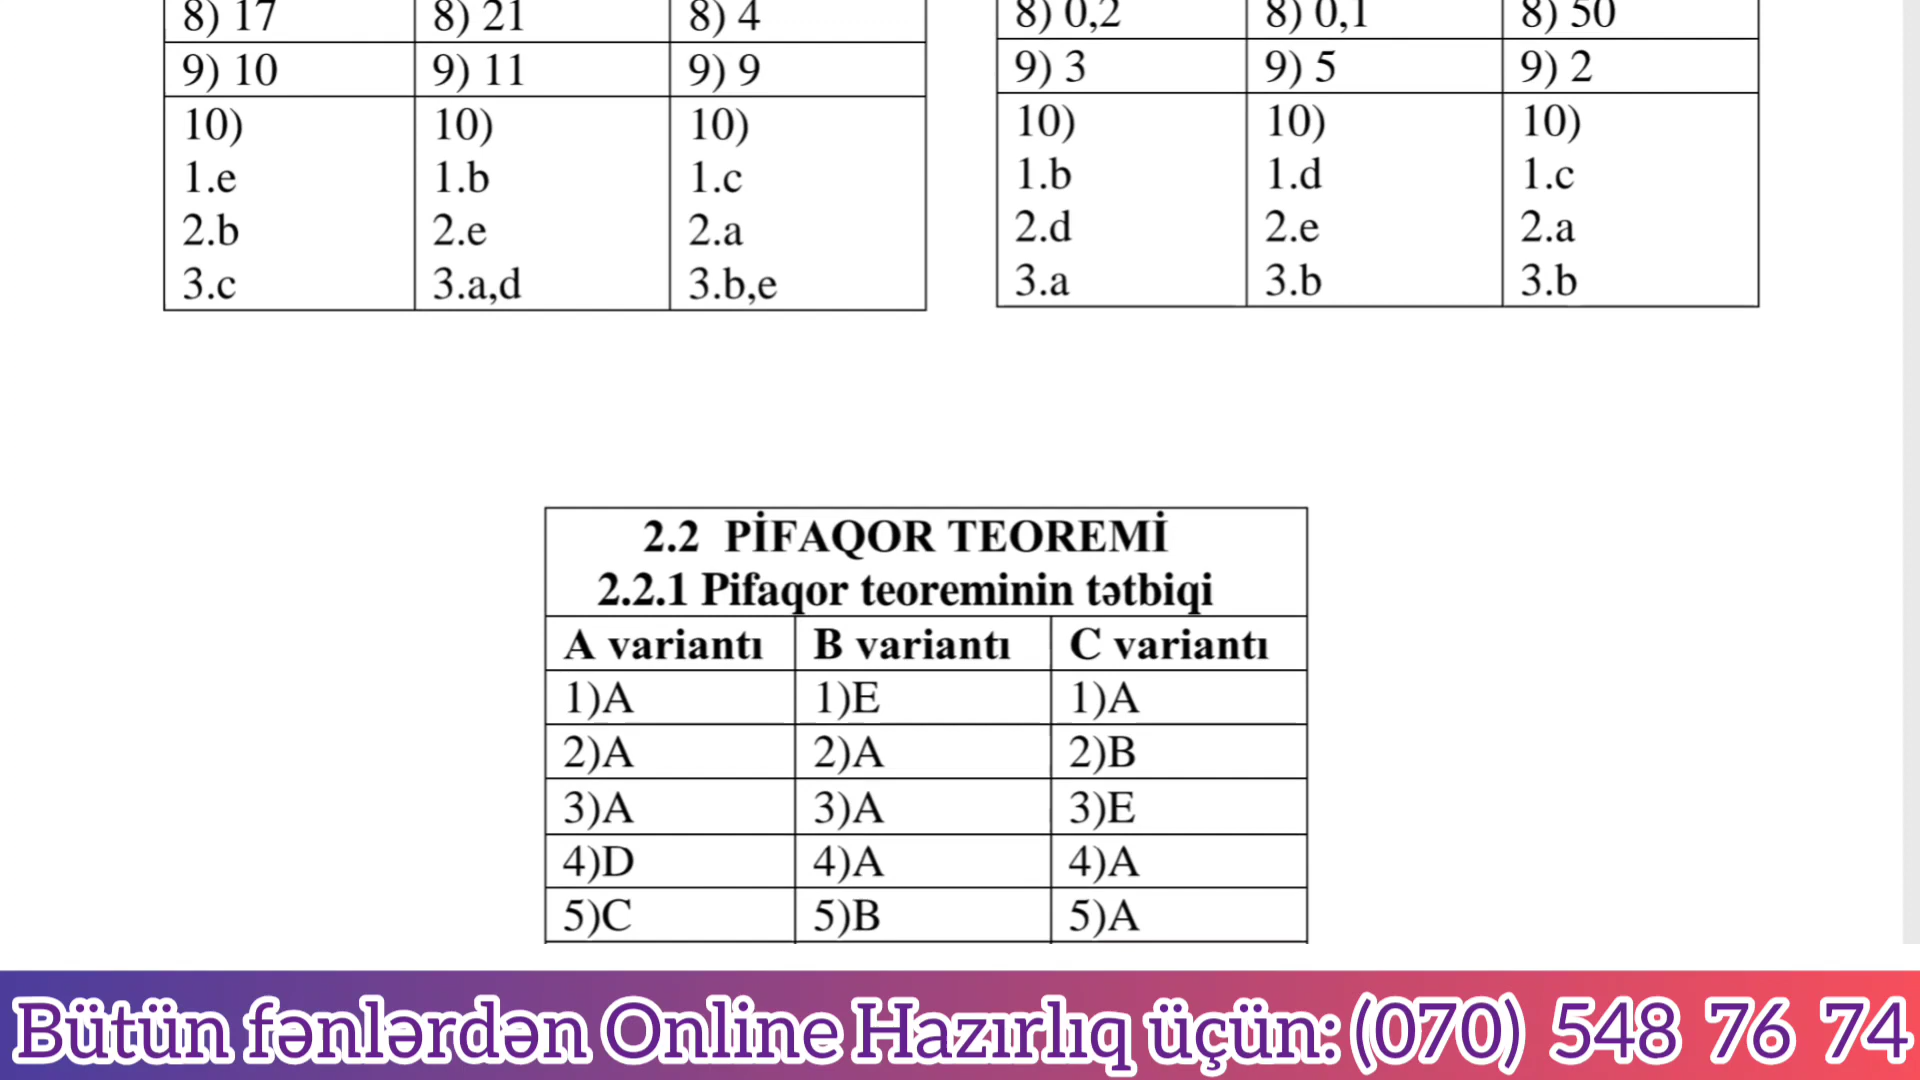 8) 17 8) 21 8) 4
9) 10 9) 11 9) 9
10) 10) 10)
1.e 1.b 1.c
2.b 2.e 2.a
3.c 3.a,d 3.b,e
8) 0,2 8) 0,1 8) 50
9) 3 9) 5 9) 2
10) 10) 10)
1.b 1.d 1.c
2.d 2.e 2.a
3.a 3.b 3.b
2.2 PİFAQOR TEOREMİ
2.2.1 Pifaqor teoreminin tətbiqi
A variantı B variantı C variantı
1)A 1)E 1)A
2)A 2)A 2)B
3)A 3)A 3)E
4)D 4)A 4)A
5)C 5)B 5)A
Bütün fənlərdən Online Hazırlıq üçün: (070) 548 76 74